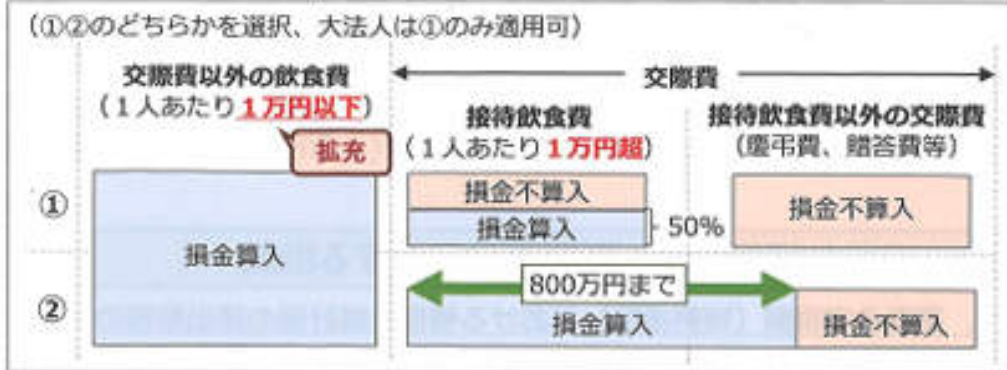 (①②のどちらかを選択、大法人は①のみ適用可)
交際費以外の飲食費
(1人あたり1万円以下)
拡充
交際費
接待飲食費
(1人あたり1万円超)
接待飲食費以外の交際費
(慶弔費、贈答費等)
①
損金不算入
損金算入
50%
損金不算入
損金算入
②
800万円まで
損金算入
損金不算入